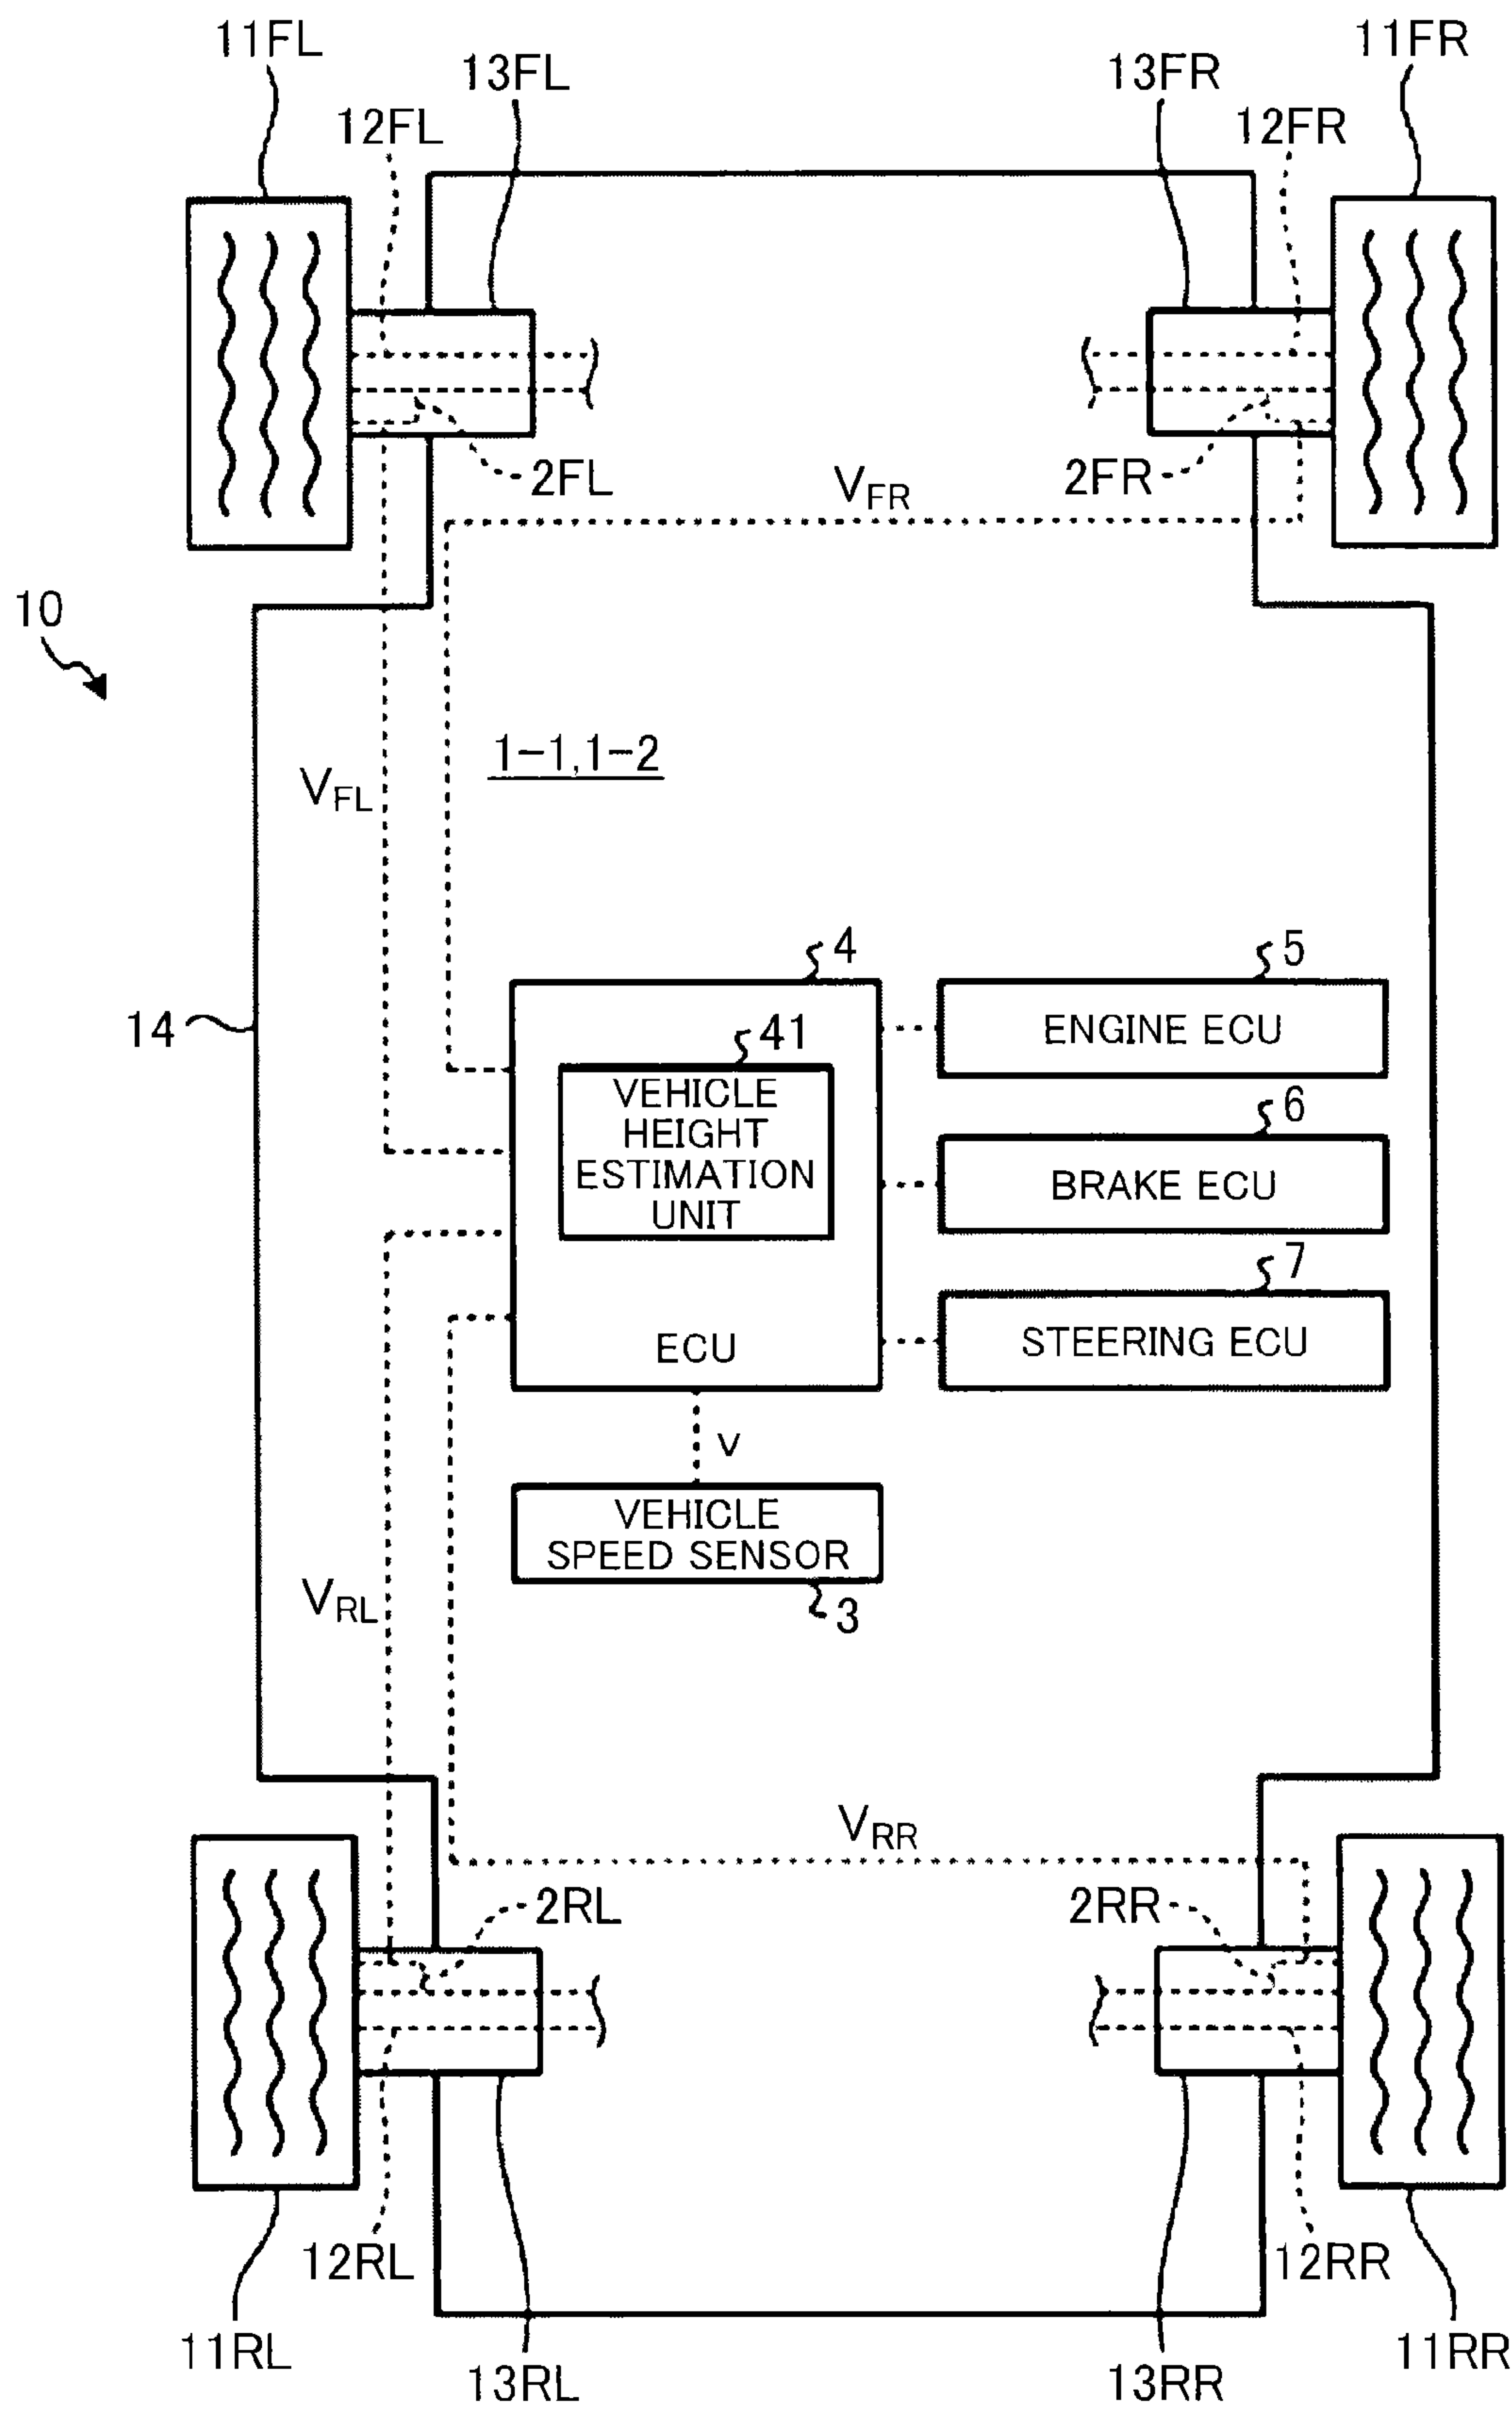 11FL
11FR
13FL
13FR
12FL
12FR
2FL
2FR
VFR
10
1-1,1-2
VFL
4
5
14
41
ENGINE ECU
VEHICLE
HEIGHT
ESTIMATION
UNIT
6
BRAKE ECU
7
STEERING ECU
ECU
v
VEHICLE
SPEED SENSOR
3
VRL
VRR
2RL
2RR
12RL
12RR
11RL
11RR
13RL
13RR